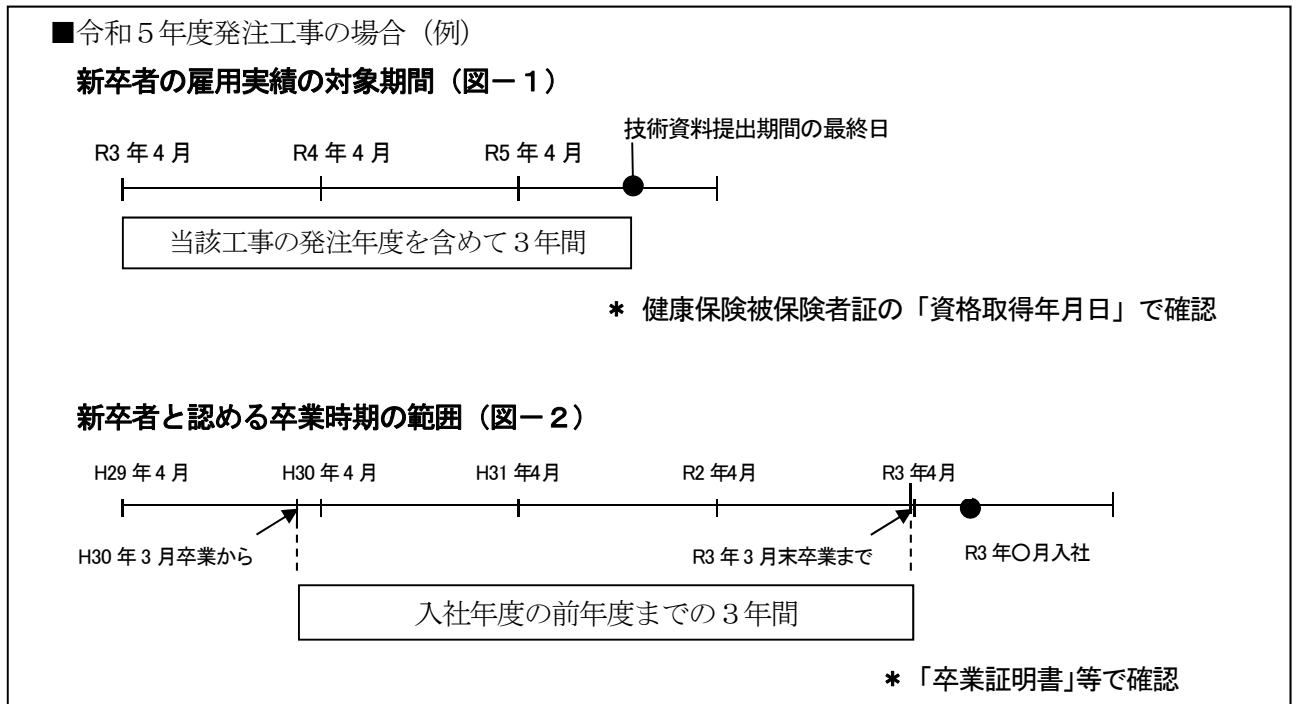 ■令和５年度発注工事の場合（例）
新卒者の雇用実績の対象期間（図－１）
技術資料提出期間の最終日
R3 年 4 月 R4 年 4 月 R5 年 4 月
当該工事の発注年度を含めて３年間
＊ 健康保険被保険者証の「資格取得年月日」で確認
新卒者と認める卒業時期の範囲（図－２）
H29 年 4 月 H30 年 4 月 H31 年4月 R2 年4月 R3 年4月
H30 年 3 月卒業から R3 年 3 月末卒業まで R3 年〇月入社
入社年度の前年度までの３年間
＊「卒業証明書」等で確認